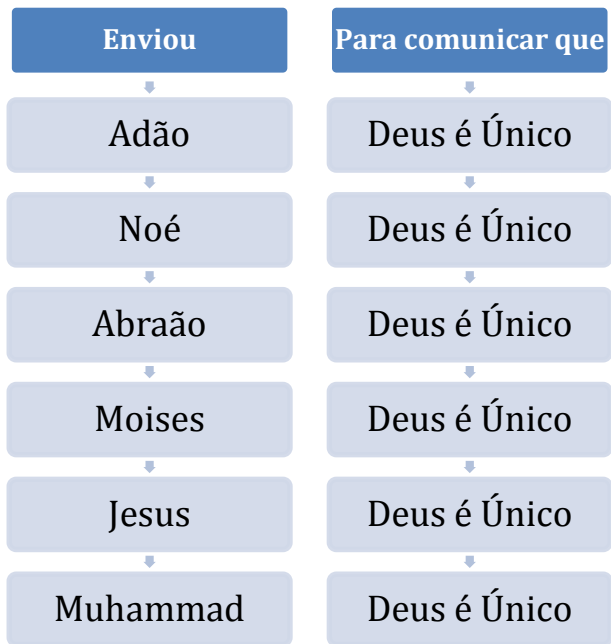 Enviou
Para comunicar que
Adão
Deus é Único
Noé
Deus é Único
Abraão
Deus é Único
Moises
Deus é Único
Jesus
Deus é Único
Muhammad
Deus é Único